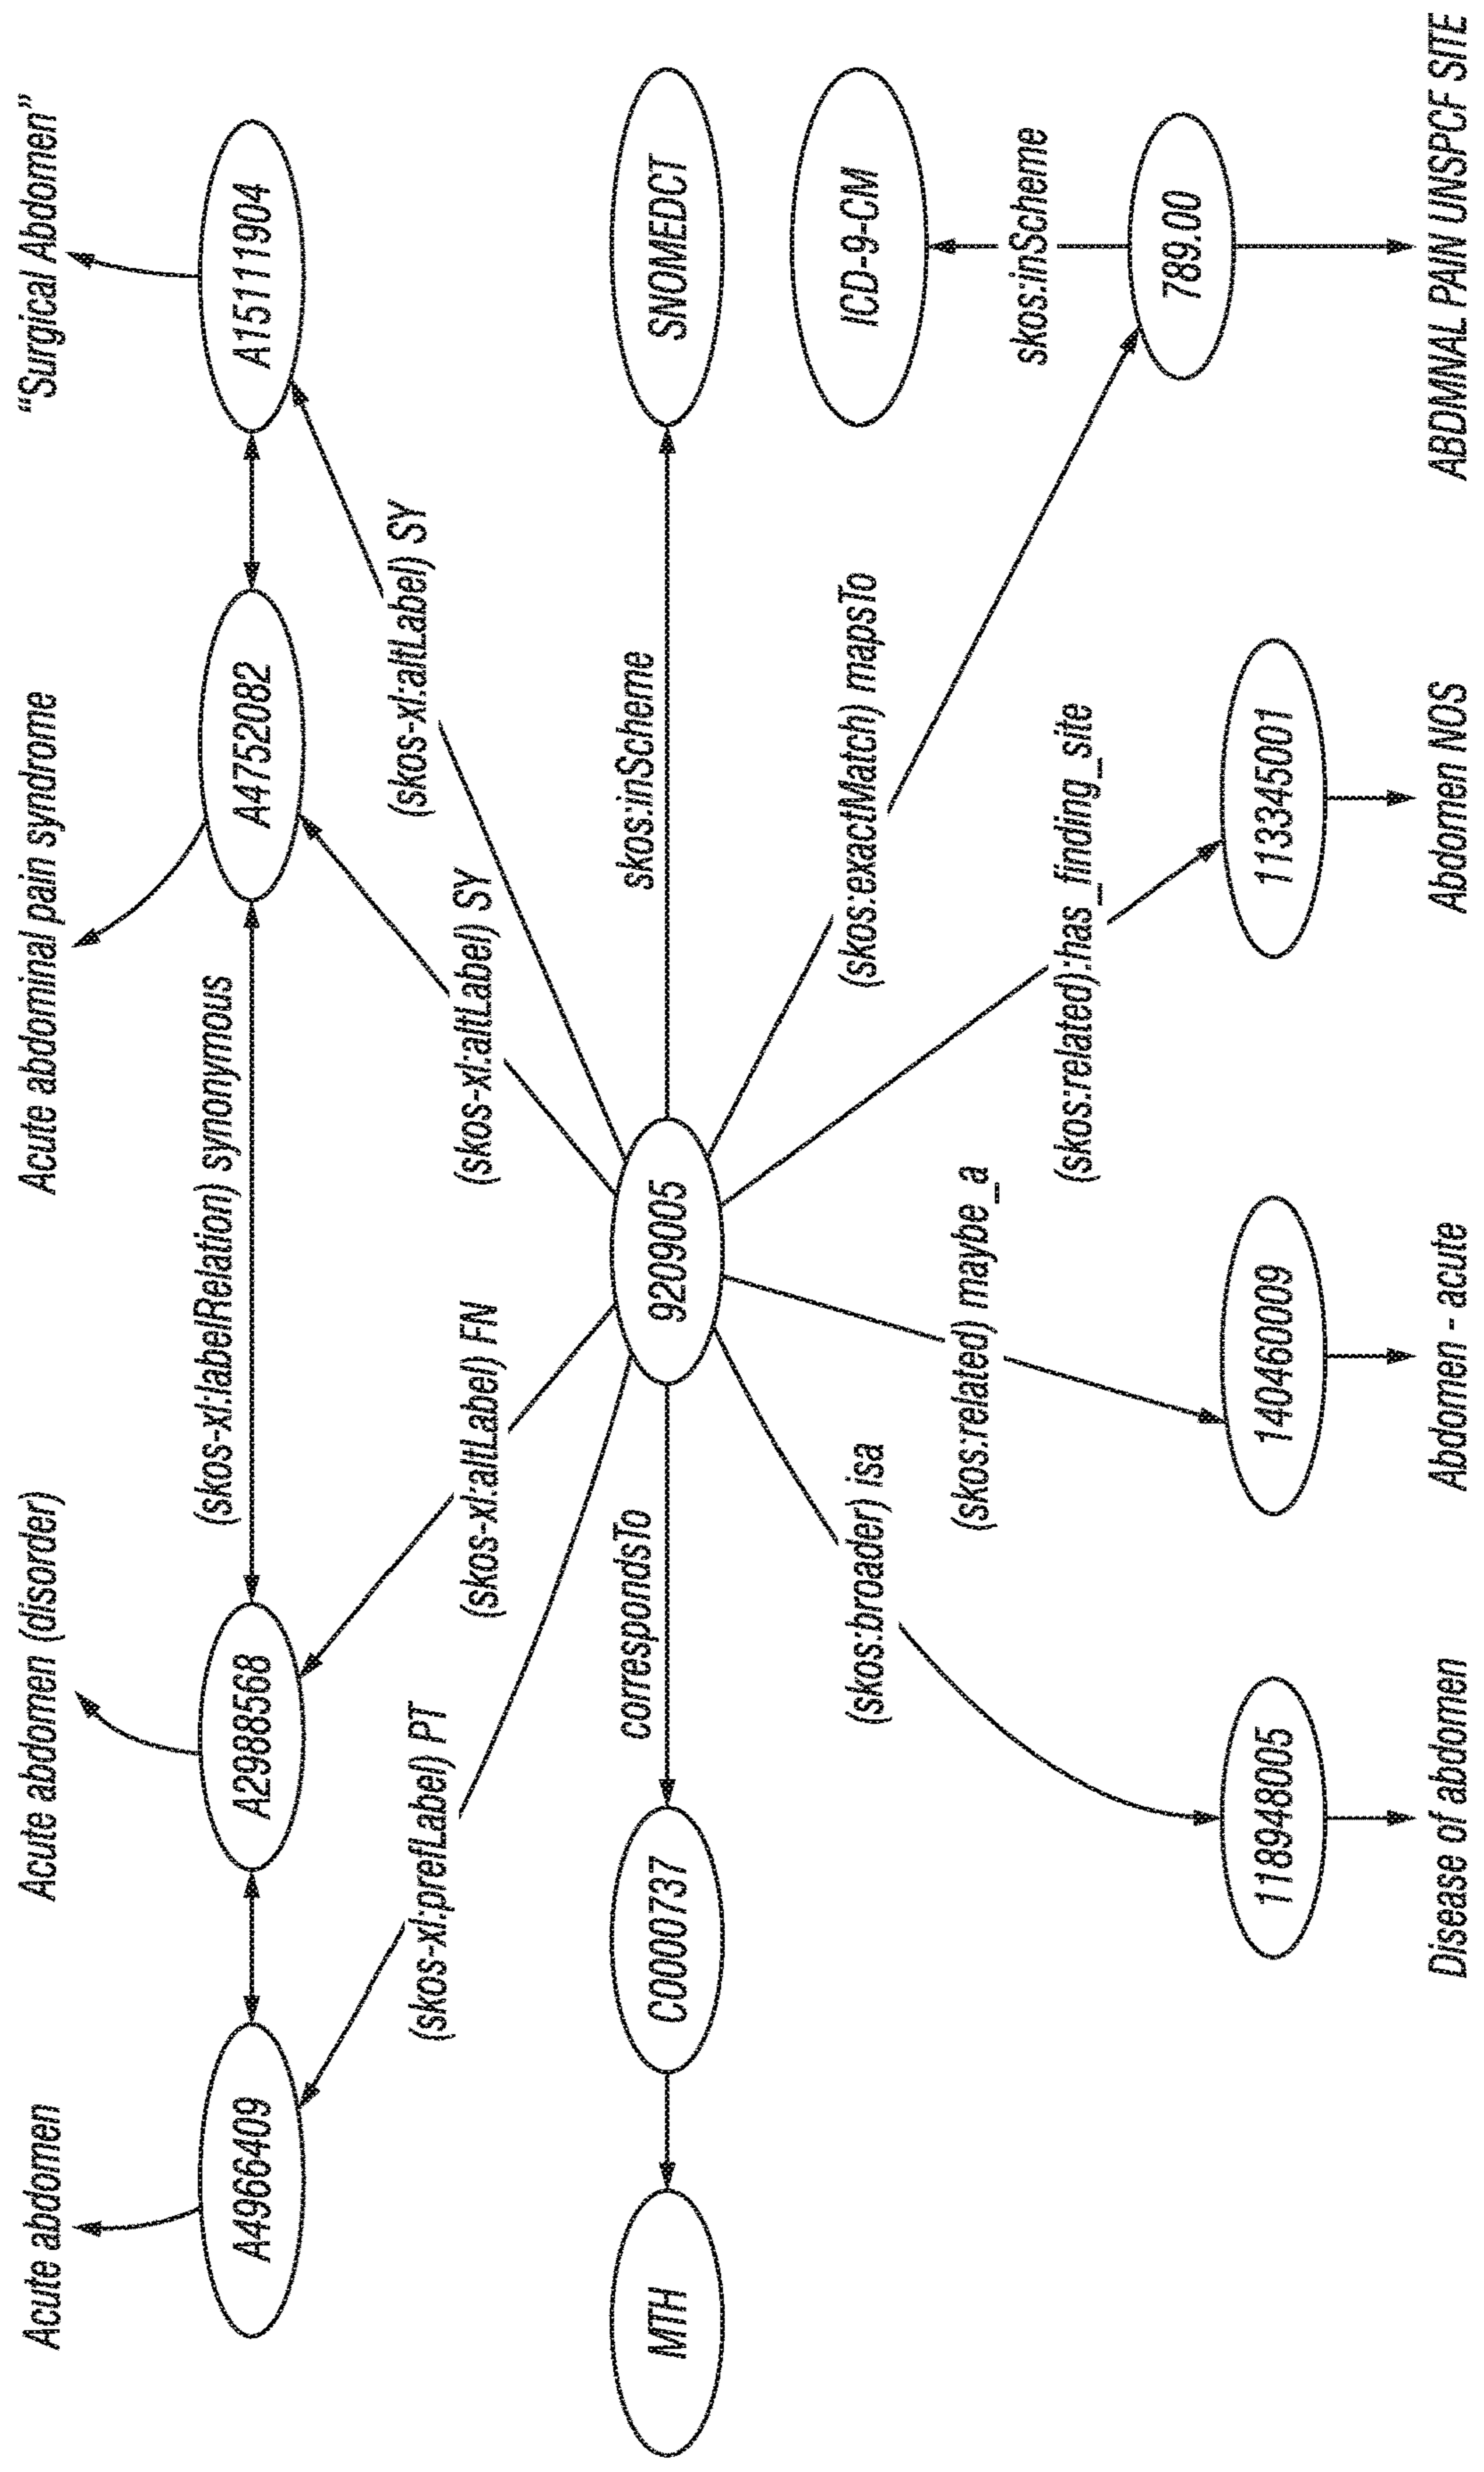 Acute abdomen
Acute abdomen (disorder)
Acute abdominal pain syndrome
“Surgical Abdomen”
A4966409
A2988568
(skos-xl:labelRelation) synonymous
A4752082
A15111904
(skos-xl:prefLabel) PT
(skos-xl:altLabel) FN
(skos-xl:altLabel) SY
(skos-xl:altLabel) SY
MTH
C0000737
correspondsTo
9209005
skos:inScheme
SNOMEDCT
(skos:broader) isa
(skos:related) maybe_a
(skos:related):has_finding_site
(skos:exactMatch) mapsTo
ICD-9-CM
skos:inScheme
118948005
140460009
113345001
789.00
Disease of abdomen
Abdomen - acute
Abdomen NOS
ABDMNAL PAIN UNSPCF SITE